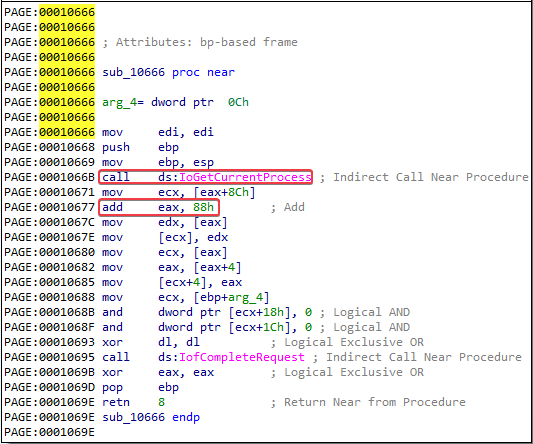 PAGE:00010666
PAGE:00010666
PAGE:00010666 ; Attributes: bp-based frame
PAGE:00010666
PAGE:00010666 sub_10666 proc near
PAGE:00010666
PAGE:00010666 arg_4= dword ptr  0Ch
PAGE:00010666
PAGE:00010666 mov     edi, edi
PAGE:00010668 push    ebp
PAGE:00010669 mov     ebp, esp
PAGE:0001066B call    ds:IoGetCurrentProcess ; Indirect Call Near Procedure
PAGE:00010671 mov     ecx, [eax+8Ch]
PAGE:00010677 add     eax, 88h        ; Add
PAGE:0001067C mov     edx, [eax]
PAGE:0001067E mov     [ecx], edx
PAGE:00010680 mov     ecx, [eax]
PAGE:00010682 mov     eax, [eax+4]
PAGE:00010685 mov     [ecx+4], eax
PAGE:00010688 mov     ecx, [ebp+arg_4]
PAGE:0001068B and     dword ptr [ecx+18h], 0 ; Logical AND
PAGE:0001068F and     dword ptr [ecx+1Ch], 0 ; Logical AND
PAGE:00010693 xor     dl, dl          ; Logical Exclusive OR
PAGE:00010695 call    ds:IofCompleteRequest ; Indirect Call Near Procedure
PAGE:0001069B xor     eax, eax        ; Logical Exclusive OR
PAGE:0001069D pop     ebp
PAGE:0001069E retn    8               ; Return Near from Procedure
PAGE:0001069E sub_10666 endp
PAGE:0001069E